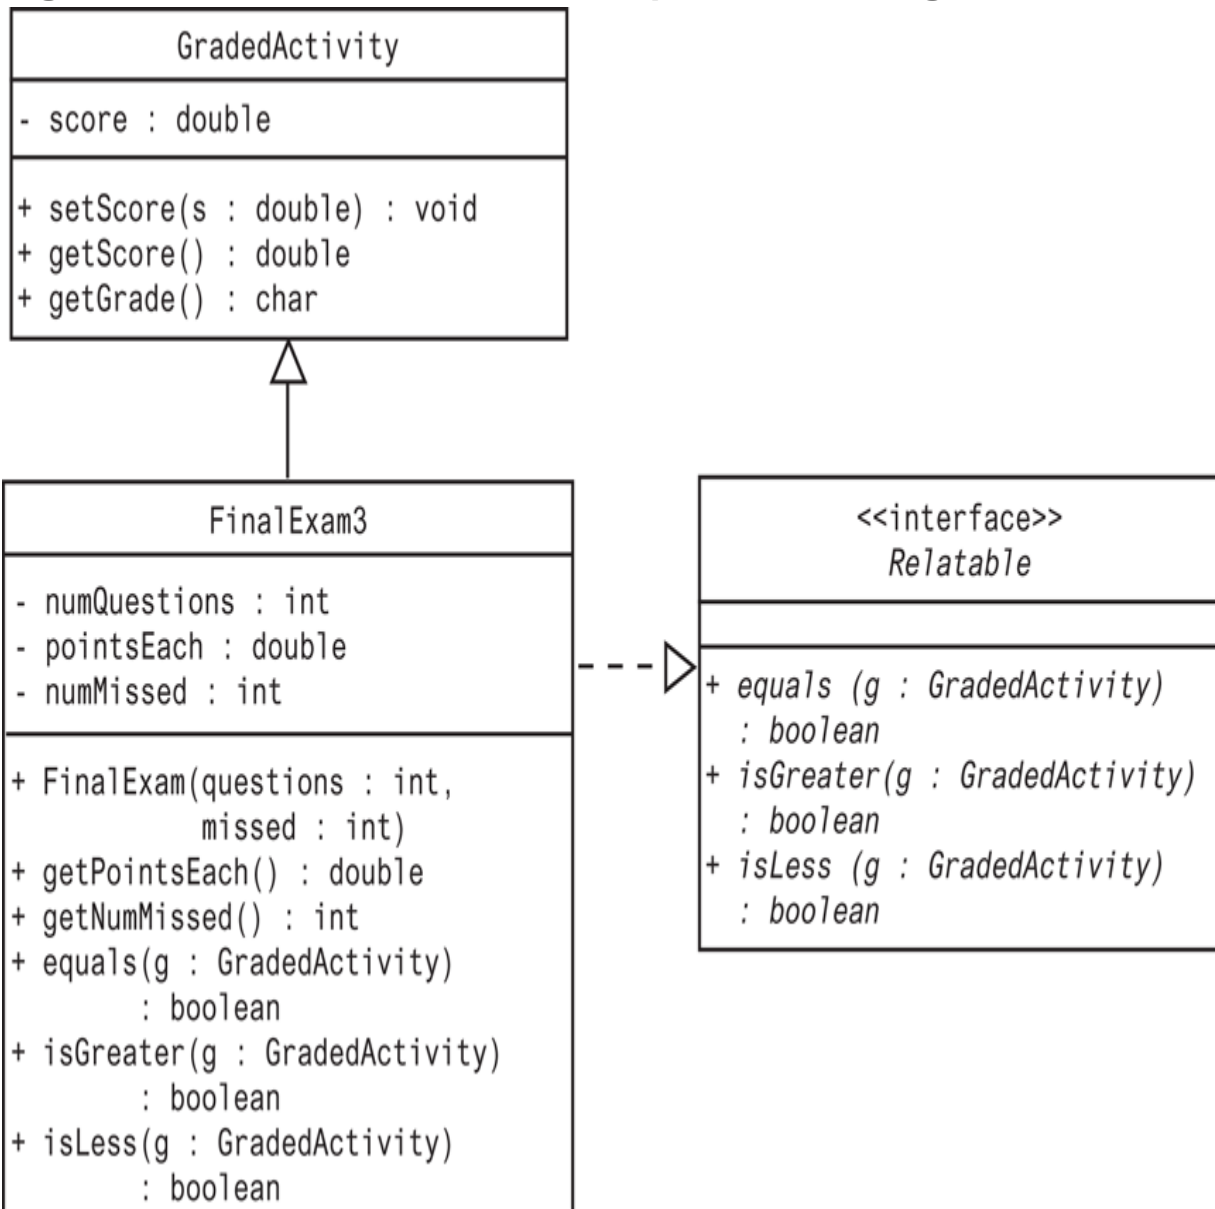 GradedActivity
- score : double
+ setScore(s : double) : void
+ getScore() : double
+ getGrade() : char
FinalExam3
- numQuestions : int
- pointsEach : double
- numMissed : int
+ FinalExam(questions : int,
missed : int)
+ getPointsEach() : double
+ getNumMissed() : int
+ equals(g : GradedActivity)
: boolean
+ isGreater(g : GradedActivity)
: boolean
+ isLess(g : GradedActivity)
: boolean
<<interface>>
Relatable
+ equals (g : GradedActivity)
: boolean
+ isGreater(g : GradedActivity)
: boolean
+ isLess (g : GradedActivity)
: boolean